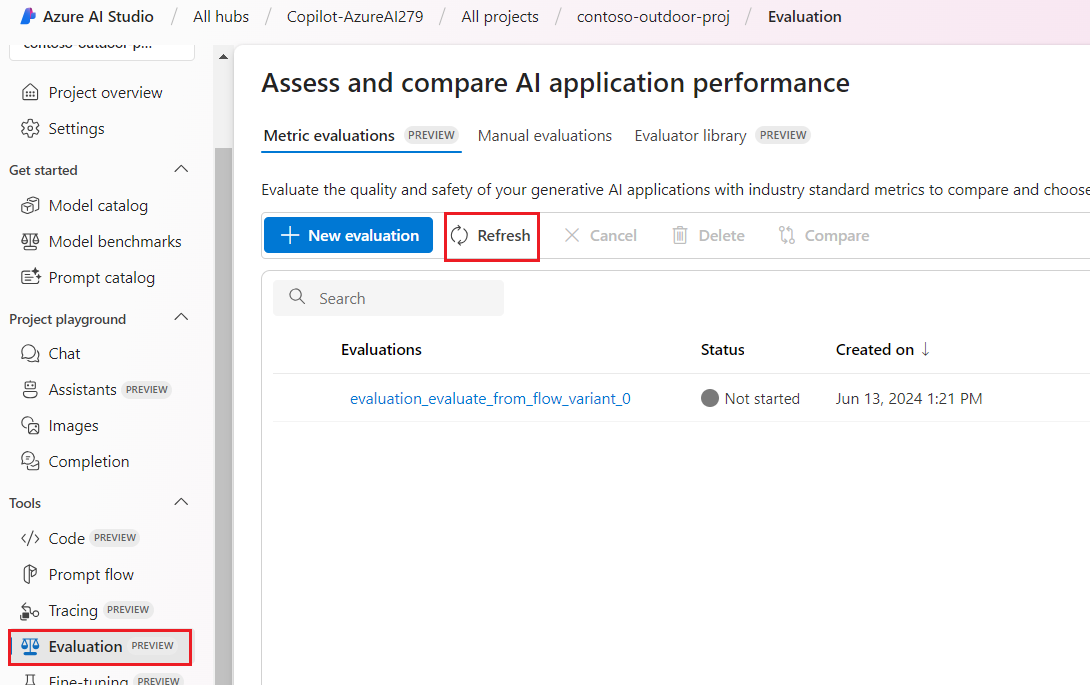 Azure AI Studio / All hubs / Copilot-AzureAI279 / All projects / contoso-outdoor-proj / Evaluation
contoso-outdoor-p...
Project overview
Settings
Get started
Model catalog
Model benchmarks
Prompt catalog
Project playground
Chat
Assistants PREVIEW
Images
Completion
Tools
Code PREVIEW
Prompt flow
Tracing PREVIEW
Evaluation PREVIEW
Fine-tuning PREVIEW
Assess and compare AI application performance
Metric evaluations PREVIEW Manual evaluations Evaluator library PREVIEW
Evaluate the quality and safety of your generative AI applications with industry standard metrics to compare and choose
New evaluation Refresh Cancel Delete Compare
Search
Evaluations Status Created on ↓
evaluation_evaluate_from_flow_variant_0 Not started Jun 13, 2024 1:21 PM